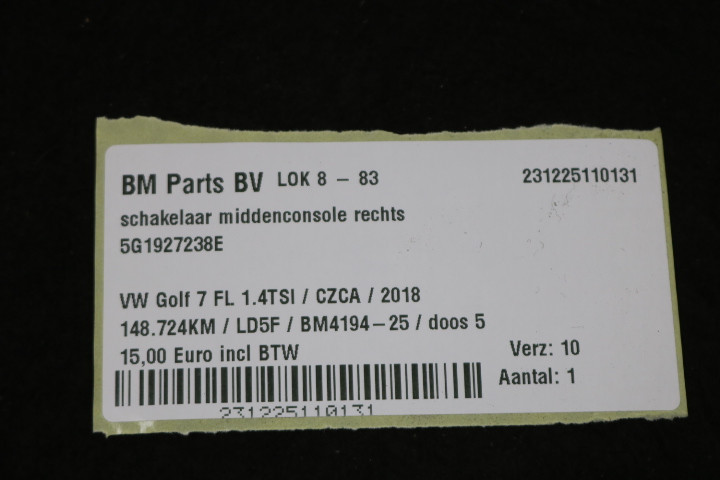 BM Parts BV LOK 8 - 83 231225110131
schakelaar middenconsole rechts
5G1927238E
VW Golf 7 FL 1.4TSI / CZCA / 2018
148.724KM / LD5F / BM4194-25 / doos 5
15,00 Euro incl BTW Verz: 10
Aantal: 1
231225110131